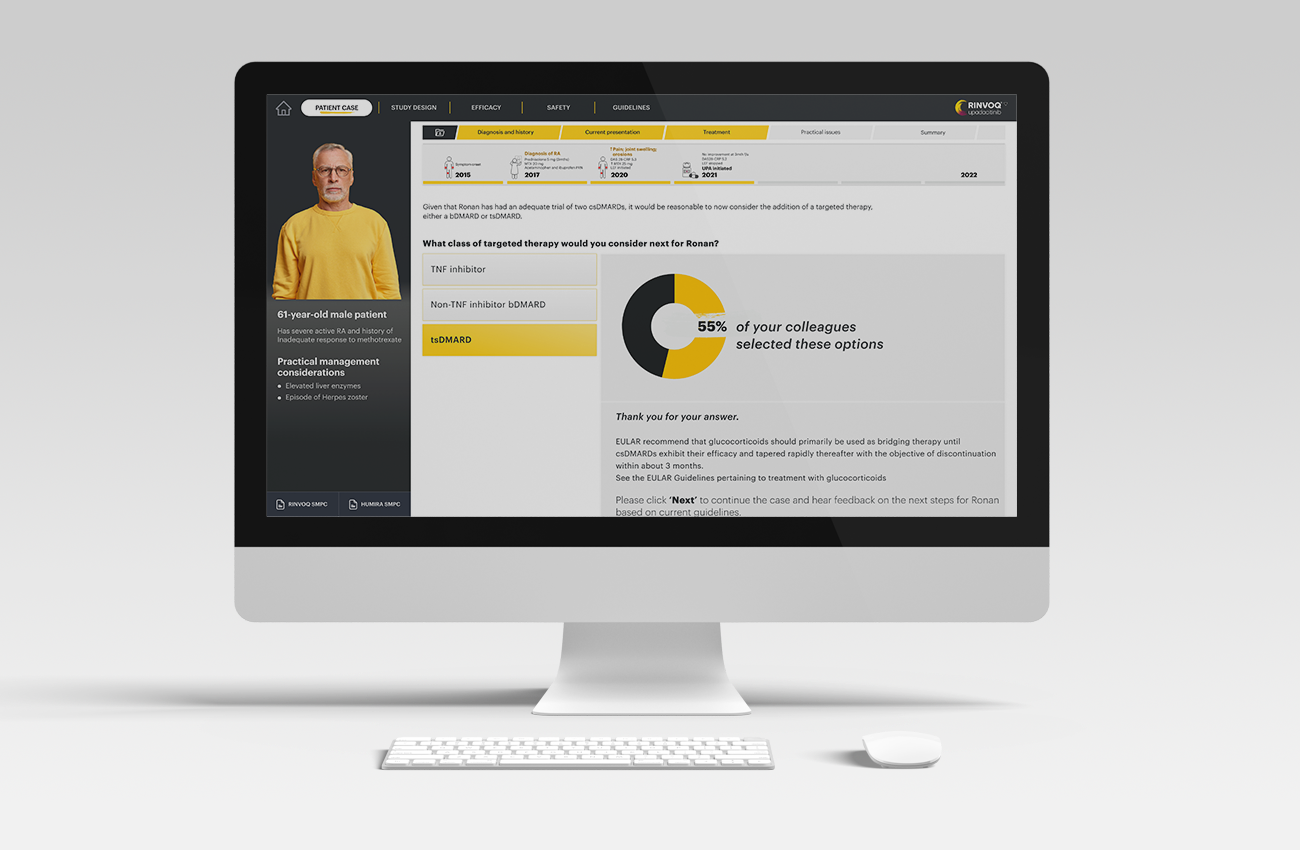 PATIENT CASE
STUDY DESIGN
EFFICACY
SAFETY
GUIDELINES
RINVOQ
upadacitinib
Diagnosis and history
Current presentation
Treatment
Practical issues
Summary
2015
Diagnosis of RA
2017
↑Pain, joint swelling;
2020
UPA initiated
2021
2022
Given that Ronan has had an adequate trial of two csDMARDs, it would be reasonable to now consider the addition of a targeted therapy,
either a bDMARD or tsDMARD.
What class of targeted therapy would you consider next for Ronan?
TNF inhibitor
Non-TNF inhibitor bDMARD
tsDMARD
55% of your colleagues
selected these options
Thank you for your answer.
EULAR recommend that glucocorticoids should primarily be used as bridging therapy until
csDMARDs exhibit their efficacy and tapered rapidly thereafter with the objective of discontinuation
within about 3 months.
See the EULAR Guidelines pertaining to treatment with glucocorticoids
Please click ‘Next’ to continue the case and hear feedback on the next steps for Ronan
based on current guidelines.
61-year-old male patient
Has severe active RA and history of
Inadequate response to methotrexate
Practical management
considerations
• Elevated liver enzymes
• Episode of Herpes zoster
RINVOQ SMPC
HUMIRA SMPC